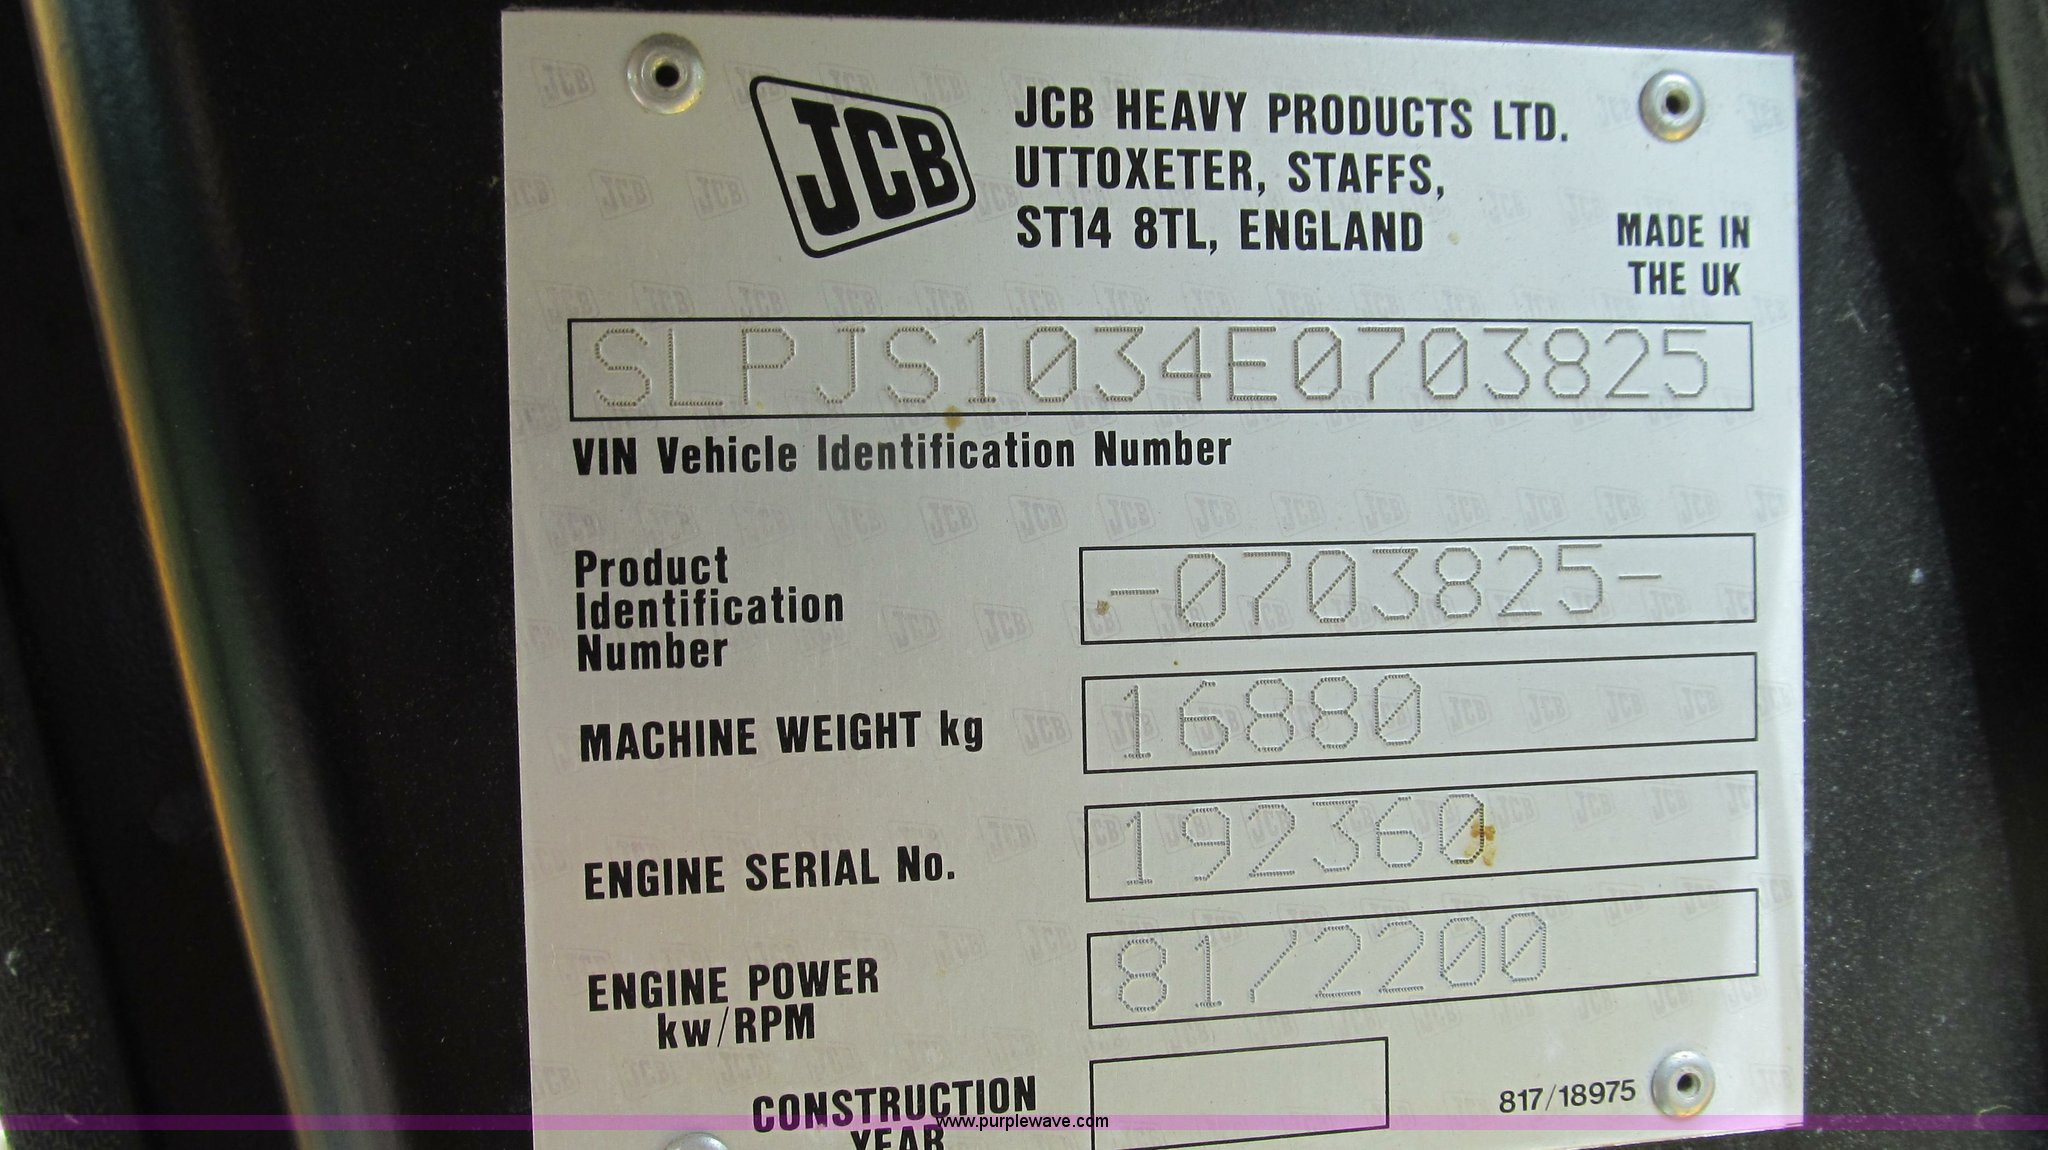 JCB
JCB HEAVY PRODUCTS LTD.
UTTOXETER, STAFFS,
ST14 8TL, ENGLAND
MADE IN
THE UK
SLPJS1034E0703825
VIN Vehicle Identification Number
Product
Identification
Number
-0703825-
MACHINE WEIGHT kg
16880
ENGINE SERIAL No.
192360
ENGINE POWER
kw/RPM
81/2200
CONSTRUCTION
YEAR
817/18975
www.purplewave.com